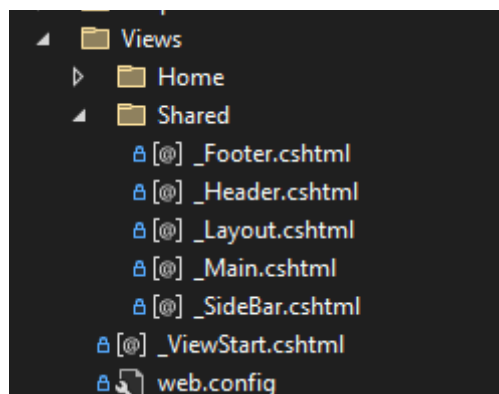 Views
Home
Shared
[@] _Footer.cshtml
[@] _Header.cshtml
[@] _Layout.cshtml
[@] _Main.cshtml
[@] _SideBar.cshtml
[@] _ViewStart.cshtml
web.config